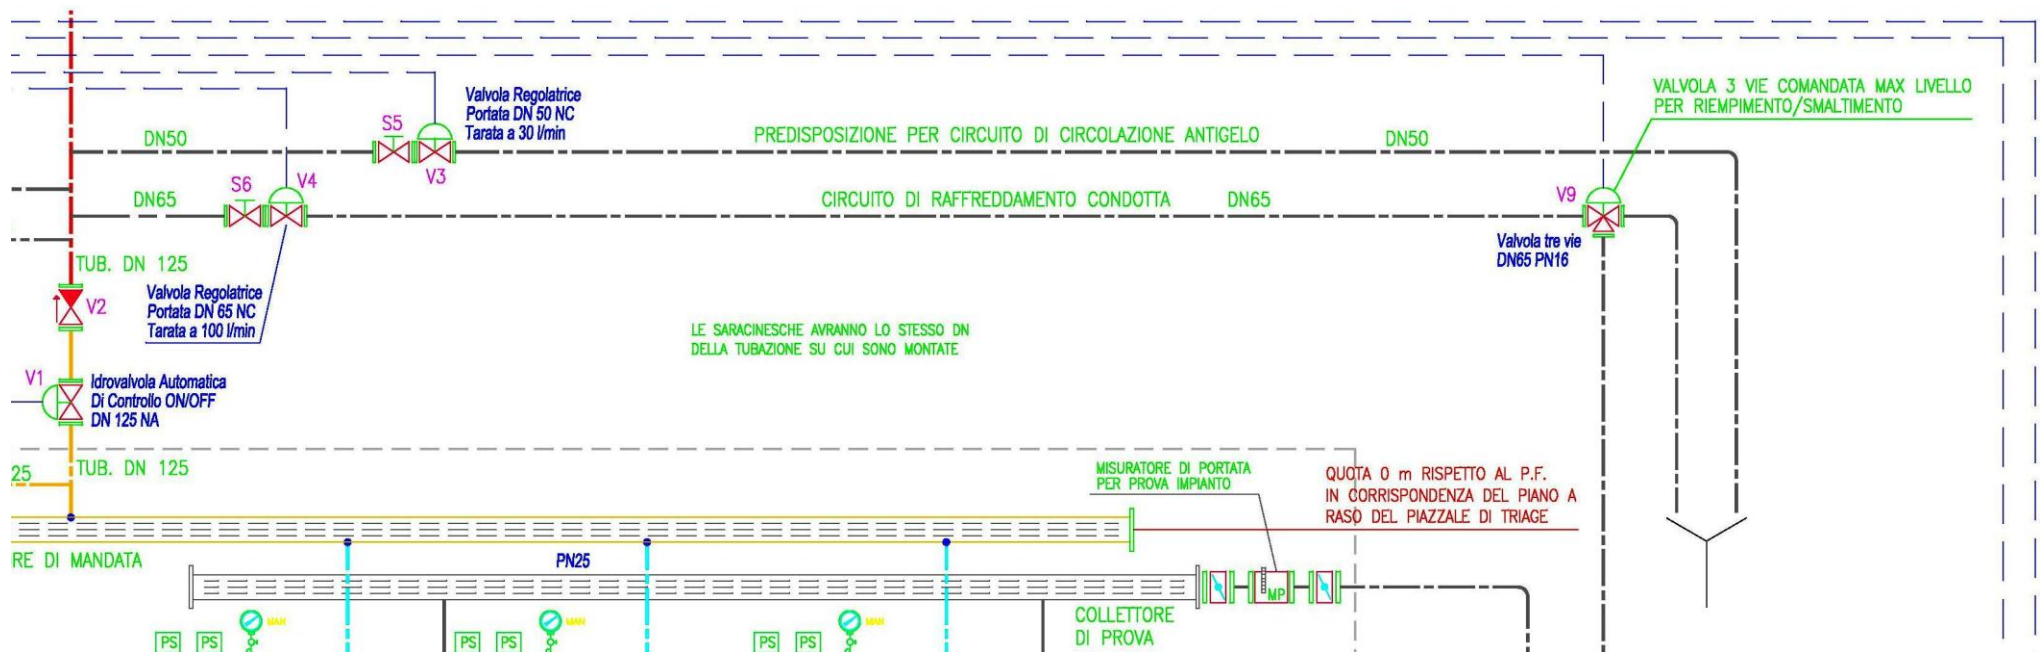 Valvola Regolatrice
Portata DN 50 NC
Tarata a 30 l/min
VALVOLA 3 VIE COMANDATA MAX LIVELLO
PER RIEMPIMENTO/SMALTIMENTO
DN50
S5
V3
PREDISPOSIZIONE PER CIRCUITO DI CIRCOLAZIONE ANTIGELO
DN50
DN65
S6
V4
CIRCUITO DI RAFFREDDAMENTO CONDOTTA
DN65
V9
Valvola tre vie
DN65 PN16
TUB. DN 125
V2
Valvola Regolatrice
Portata DN 65 NC
Tarata a 100 l/min
LE SARACINESCHE AVRANNO LO STESSO DN
DELLA TUBAZIONE SU CUI SONO MONTATE
V1
Idrovalvola Automatica
Di Controllo ON/OFF
DN 125 NA
25
TUB. DN 125
MISURATORE DI PORTATA
PER PROVA IMPIANTO
QUOTA 0 m RISPETTO AL P.F.
IN CORRISPONDENZA DEL PIANO A
RASO DEL PIAZZALE DI TRIAGE
RE DI MANDATA
PN25
MP
COLLETTORE
DI PROVA
MAN
MAN
MAN
PS
PS
PS
PS
PS
PS